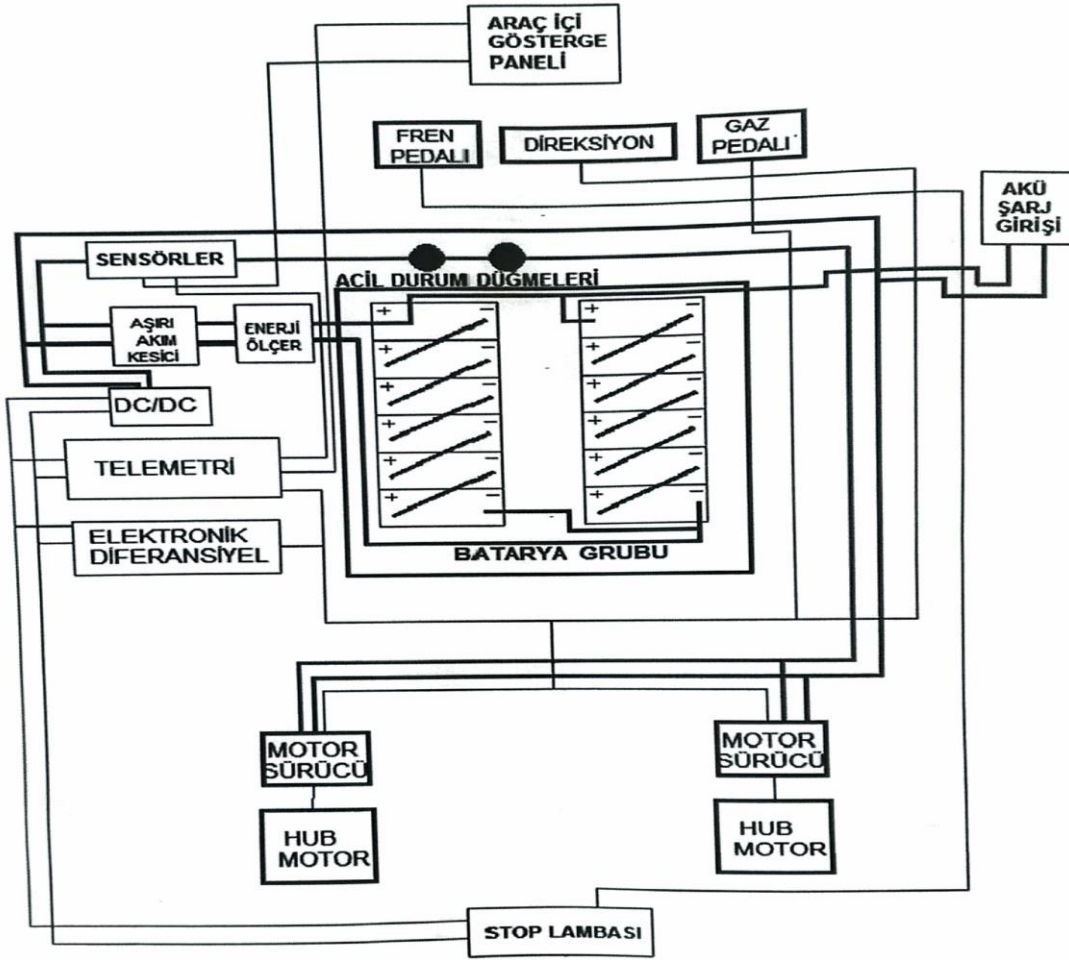 ARAÇ İÇİ
GÖSTERGE
PANELİ
FREN
PEDALI
DİREKSİYON
GAZ
PEDALI
AKÜ
ŞARJ
GİRİŞİ
SENSÖRLER
ACİL DURUM DÜĞMELERİ
AŞIRI
AKIM
KESİCİ
ENERJİ
ÖLÇER
DC/DC
TELEMETRİ
ELEKTRONİK
DİFERANSİYEL
+ −
+ −
+ −
+ −
+ −
+ −
+ −
+ −
+ −
+ −
+ −
+ −
BATARYA GRUBU
MOTOR
SÜRÜCÜ
HUB
MOTOR
MOTOR
SÜRÜCÜ
HUB
MOTOR
STOP LAMBASI